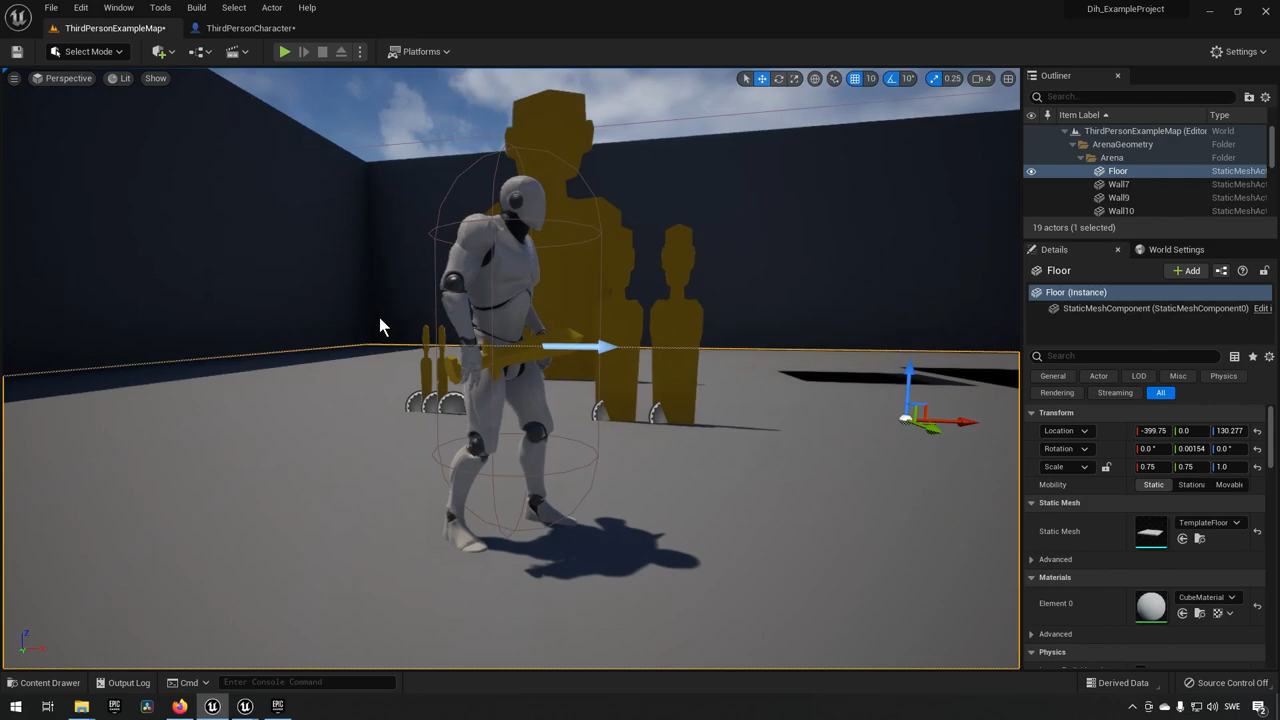 File Edit Window Tools Build Select Actor Help
Dih_ExampleProject
ThirdPersonExampleMap*
ThirdPersonCharacter*
Select Mode
Platforms
Settings
Perspective Lit Show
10 10° 0.25 4
Outliner
Search...
Item Label Type
ThirdPersonExampleMap (Editor World
ArenaGeometry Folder
Arena Folder
Floor StaticMeshAct
Wall7 StaticMeshAct
Wall9 StaticMeshAct
Wall10 StaticMeshAct
19 actors (1 selected)
Details World Settings
Floor
Add
Floor (Instance)
StaticMeshComponent (StaticMeshComponent0) Edit i
Search
General Actor LOD Misc Physics
Rendering Streaming All
Transform
Location -399.75 0.0 130.277
Rotation 0.0 ° 0.00154 0.0 °
Scale 0.75 0.75 1.0
Mobility Static Station Movable
Static Mesh
Static Mesh TemplateFloor
Advanced
Materials
Element 0 CubeMaterial
Advanced
Physics
Z
X
Content Drawer Output Log Cmd Enter Console Command
Derived Data Source Control Off
EPIC
GAMES
EPIC
GAMES
SWE